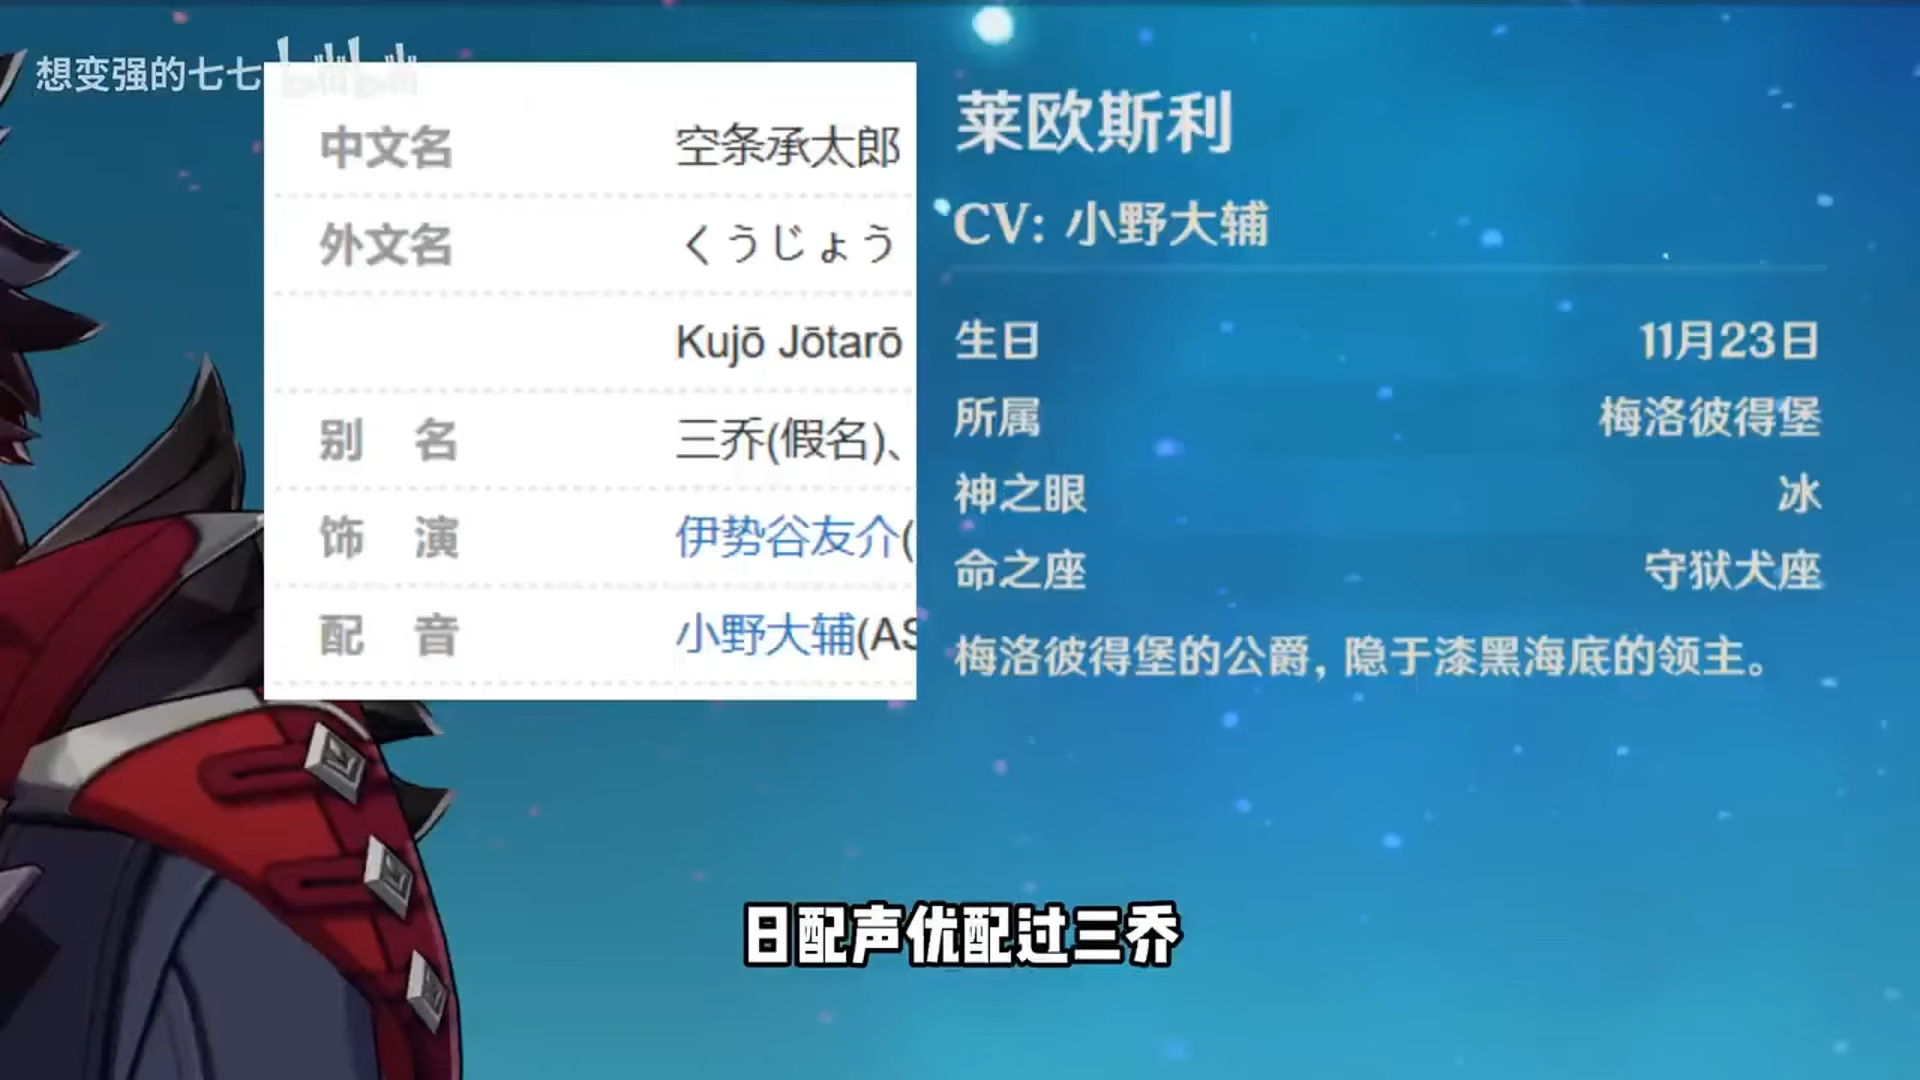 想变强的七七
中文名 空条承太郎
外文名 くうじょう
Kujō Jōtarō
别 名 三乔(假名)、
饰 演 伊势谷友介(
配 音 小野大辅(AS
莱欧斯利
CV: 小野大辅
生日 11月23日
所属 梅洛彼得堡
神之眼 冰
命之座 守狱犬座
梅洛彼得堡的公爵，隐于漆黑海底的领主。
日配声优配过三乔